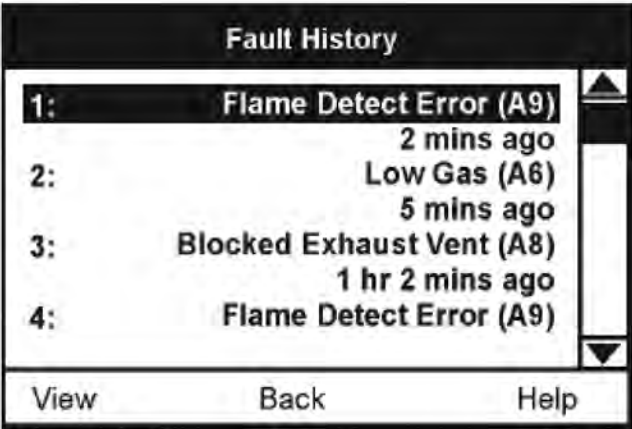 Fault History
1: Flame Detect Error (A9)
2 mins ago
2: Low Gas (A6)
5 mins ago
3: Blocked Exhaust Vent (A8)
1 hr 2 mins ago
4: Flame Detect Error (A9)
View Back Help